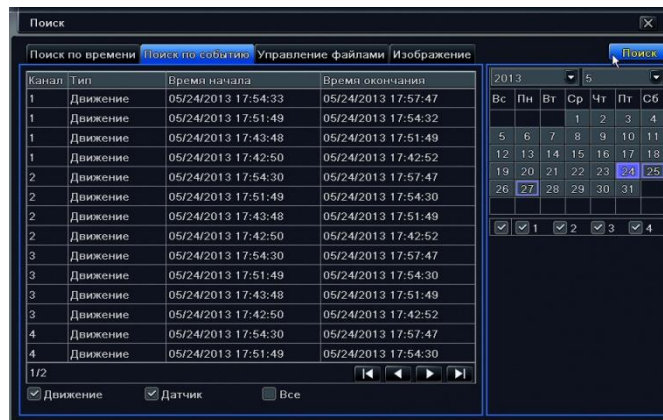 Поиск
Поиск по времени Поиск по событию Управление файлами Изображение Поиск
Канал Тип Время начала Время окончания
1 Движение 05/24/2013 17:54:33 05/24/2013 17:57:47
1 Движение 05/24/2013 17:51:49 05/24/2013 17:54:32
1 Движение 05/24/2013 17:43:48 05/24/2013 17:51:49
1 Движение 05/24/2013 17:42:50 05/24/2013 17:42:52
2 Движение 05/24/2013 17:54:30 05/24/2013 17:57:47
2 Движение 05/24/2013 17:51:49 05/24/2013 17:54:30
2 Движение 05/24/2013 17:43:48 05/24/2013 17:51:49
2 Движение 05/24/2013 17:42:50 05/24/2013 17:42:52
3 Движение 05/24/2013 17:54:30 05/24/2013 17:57:47
3 Движение 05/24/2013 17:51:49 05/24/2013 17:54:30
3 Движение 05/24/2013 17:43:48 05/24/2013 17:51:49
3 Движение 05/24/2013 17:42:50 05/24/2013 17:42:52
4 Движение 05/24/2013 17:54:30 05/24/2013 17:57:47
4 Движение 05/24/2013 17:51:49 05/24/2013 17:54:30
1/2
Движение Датчик Все
2013 5
Вс Пн Вт Ср Чт Пт Сб
1 2 3 4
5 6 7 8 9 10 11
12 13 14 15 16 17 18
19 20 21 22 23 24 25
26 27 28 29 30 31
1 2 3 4